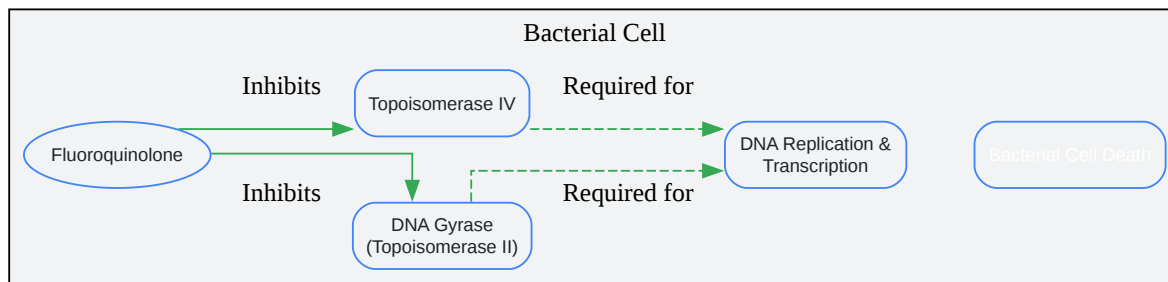 Bacterial Cell
Inhibits
Required for
Topoisomerase IV
Fluoroquinolone
DNA Replication &
Transcription
Bacterial Cell Death
Inhibits
Required for
DNA Gyrase
(Topoisomerase II)